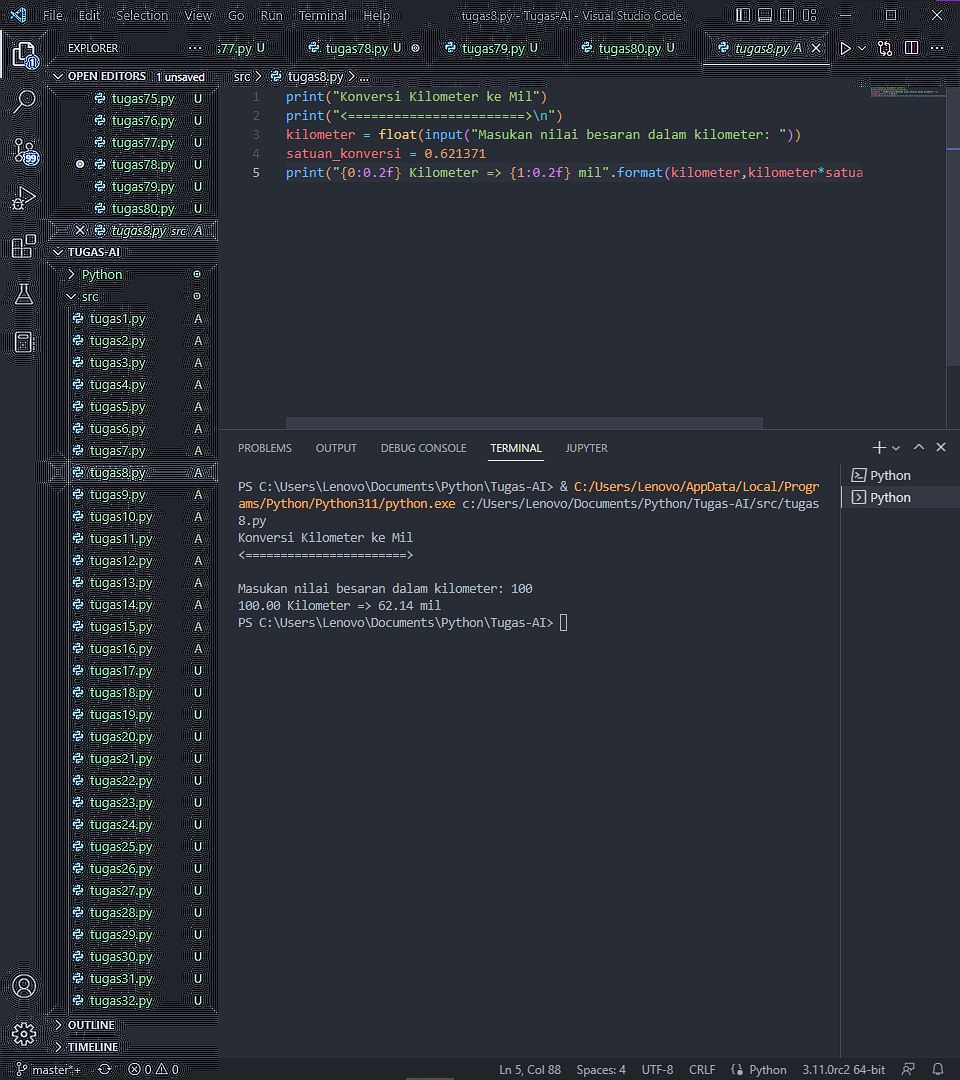 File Edit Selection View Go Run Terminal Help tugas8.py - Tugas-AI - Visual Studio Code
EXPLORER ... s77.py U tugas78.py U tugas79.py U tugas80.py U tugas8.py A
OPEN EDITORS 1 unsaved
src > tugas8.py > ...
tugas75.py U
tugas76.py U
tugas77.py U
tugas78.py U
tugas79.py U
tugas80.py U
tugas8.py src A
TUGAS-AI
Python
src
tugas1.py A
tugas2.py A
tugas3.py A
tugas4.py A
tugas5.py A
tugas6.py A
tugas7.py A
tugas8.py A
tugas9.py A
tugas10.py A
tugas11.py A
tugas12.py A
tugas13.py A
tugas14.py A
tugas15.py A
tugas16.py A
tugas17.py U
tugas18.py U
tugas19.py U
tugas20.py U
tugas21.py U
tugas22.py U
tugas23.py U
tugas24.py U
tugas25.py U
tugas26.py U
tugas27.py U
tugas28.py U
tugas29.py U
tugas30.py U
tugas31.py U
tugas32.py U
OUTLINE
TIMELINE
1 print("Konversi Kilometer ke Mil")
2 print("<=======================>\n")
3 kilometer = float(input("Masukan nilai besaran dalam kilometer: "))
4 satuan_konversi = 0.621371
5 print("{0:0.2f} Kilometer => {1:0.2f} mil".format(kilometer,kilometer*satua
PROBLEMS OUTPUT DEBUG CONSOLE TERMINAL JUPYTER
PS C:\Users\Lenovo\Documents\Python\Tugas-AI> & C:/Users/Lenovo/AppData/Local/Progr
ams/Python/Python311/python.exe c:/Users/Lenovo/Documents/Python/Tugas-AI/src/tugas
8.py
Konversi Kilometer ke Mil
<=======================>
Masukan nilai besaran dalam kilometer: 100
100.00 Kilometer => 62.14 mil
PS C:\Users\Lenovo\Documents\Python\Tugas-AI>
Python
Python
1
99
master*+ 0 0 Ln 5, Col 88 Spaces: 4 UTF-8 CRLF Python 3.11.0rc2 64-bit